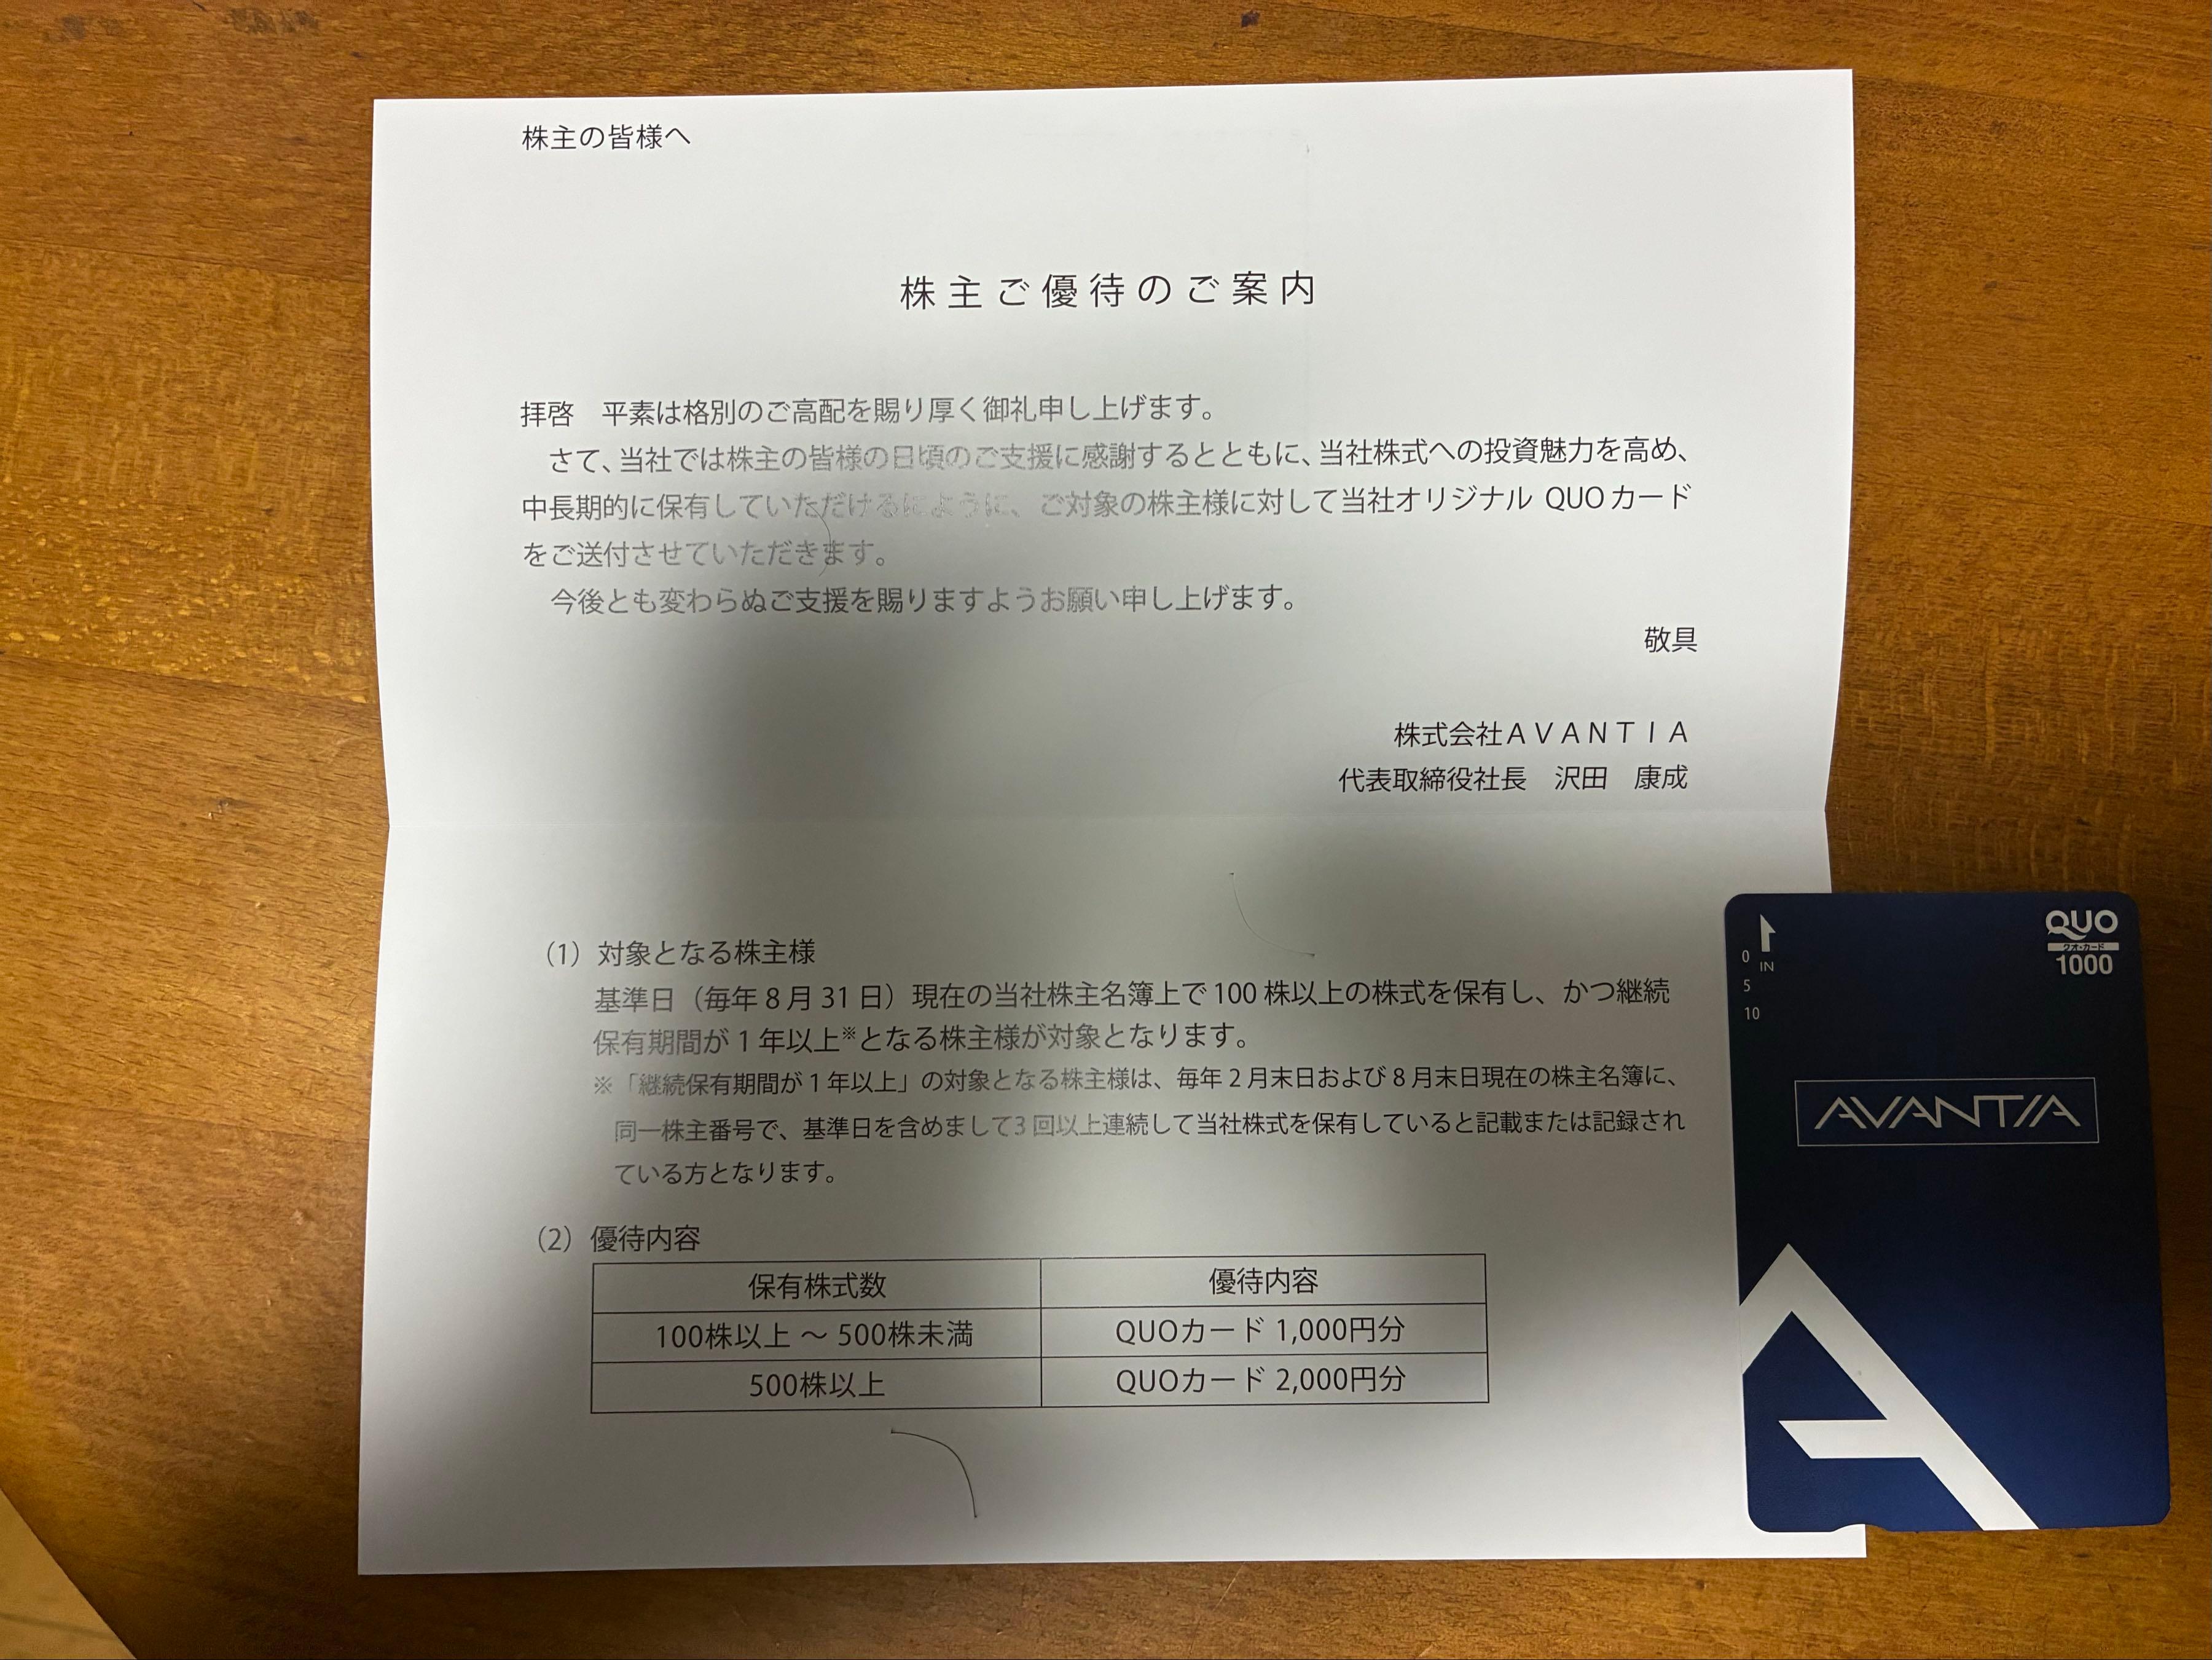 株主の皆様へ
株主ご優待のご案内
拝啓　平素は格別のご高配を賜り厚く御礼申し上げます。
さて、当社では株主の皆様の日頃のご支援に感謝するとともに、当社株式への投資魅力を高め、
中長期的に保有していただけるにように、ご対象の株主様に対して当社オリジナル QUOカード
をご送付させていただきます。
今後とも変わらぬご支援を賜りますようお願い申し上げます。
敬具
株式会社ＡＶＡＮＴＩＡ
代表取締役社長　沢田　康成
（1）対象となる株主様
基準日（毎年8月31日）現在の当社株主名簿上で100株以上の株式を保有し、かつ継続
保有期間が1年以上※となる株主様が対象となります。
※「継続保有期間が1年以上」の対象となる株主様は、毎年2月末日および8月末日現在の株主名簿に、
同一株主番号で、基準日を含めまして3回以上連続して当社株式を保有していると記載または記録され
ている方となります。
（2）優待内容
保有株式数　優待内容
100株以上 ～ 500株未満　QUOカード 1,000円分
500株以上　QUOカード 2,000円分
QUO
クオ・カード
1000
0
IN
5
10
AVANTIA